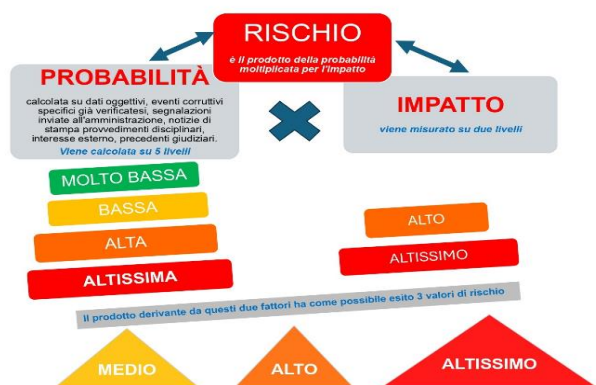 RISCHIO
è il prodotto della probabilità
moltiplicata per l'impatto
PROBABILITÀ
calcolata su dati oggettivi, eventi corruttivi
specifici già verificatesi, segnalazioni
inviate all'amministrazione, notizie di
stampa provvedimenti disciplinari,
interesse esterno, precedenti giudiziari.
Viene calcolata su 5 livelli
IMPATTO
viene misurato su due livelli
MOLTO BASSA
BASSA
ALTA
ALTISSIMA
ALTO
ALTISSIMO
Il prodotto derivante da questi due fattori ha come possibile esito 3 valori di rischio
MEDIO
ALTO
ALTISSIMO